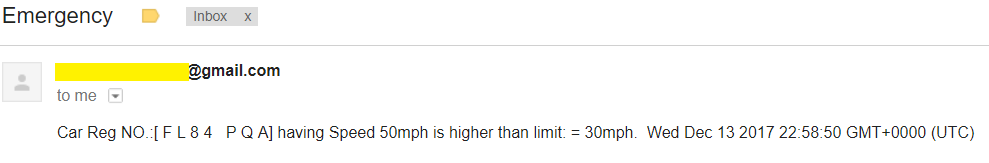 Emergency
Inbox x
@gmail.com
to me
Car Reg NO.:[ F L 8 4   P Q A] having Speed 50mph is higher than limit: = 30mph.  Wed Dec 13 2017 22:58:50 GMT+0000 (UTC)